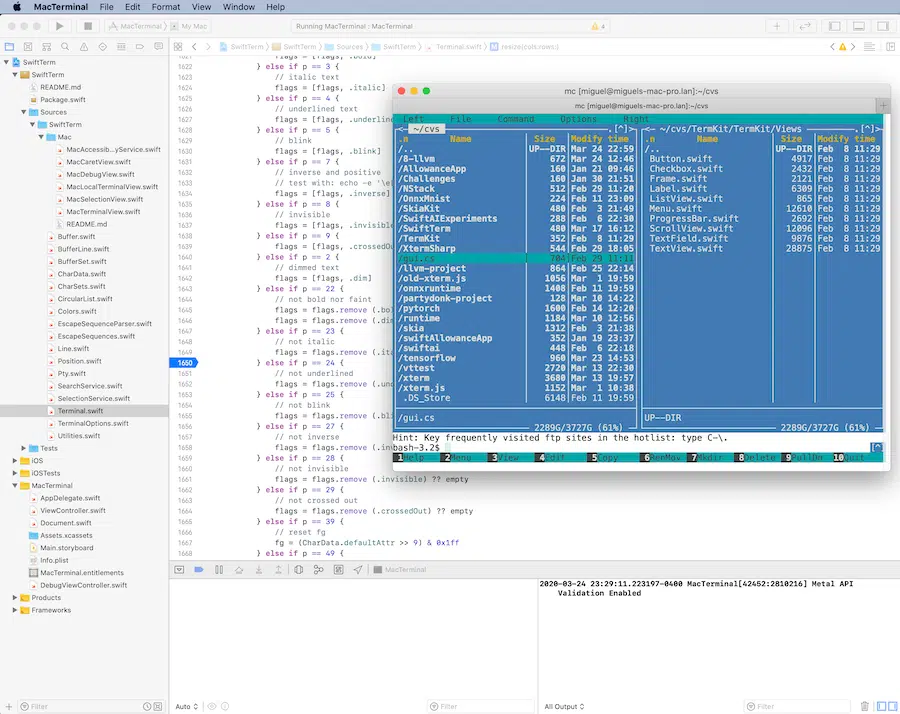 MacTerminal File Edit Format View Window Help
MacTerminal My Mac
Running MacTerminal : MacTerminal
4
SwiftTerm SwiftTerm Sources SwiftTerm Terminal.swift resize(cols:rows:)
SwiftTerm
SwiftTerm
README.md
Package.swift
Sources
SwiftTerm
Mac
MacAccessib...yService.swift
MacCaretView.swift
MacDebugView.swift
MacLocalTerminalView.swift
MacSelectionView.swift
MacTerminalView.swift
README.md
Buffer.swift
BufferLine.swift
BufferSet.swift
CharData.swift
CharSets.swift
CircularList.swift
Colors.swift
EscapeSequenceParser.swift
EscapeSequences.swift
Line.swift
Position.swift
Pty.swift
SearchService.swift
SelectionService.swift
Terminal.swift
TerminalOptions.swift
Utilities.swift
Tests
iOS
iOSTests
MacTerminal
AppDelegate.swift
ViewController.swift
Document.swift
Assets.xcassets
Main.storyboard
Info.plist
MacTerminal.entitlements
DebugViewController.swift
Products
Frameworks
Filter
1621 flags = [flags, .bold]
1622 } else if p == 3 {
1623 // italic text
1624 flags = [flags, .italic]
1625 } else if p == 4 {
1626 // underlined text
1627 flags = [flags, .underline
1628 } else if p == 5 {
1629 // blink
1630 flags = [flags, .blink]
1631 } else if p == 7 {
1632 // inverse and positive
1633 // test with: echo -e '\e
1634 flags = [flags, .inverse]
1635 } else if p == 8 {
1636 // invisible
1637 flags = [flags, .invisible
1638 } else if p == 9 {
1639 flags = [flags, .crossedOu
1640 } else if p == 2 {
1641 // dimmed text
1642 flags = [flags, .dim]
1643 } else if p == 22 {
1644 // not bold nor faint
1645 flags = flags.remove (.bo
1646 flags = flags.remove (.di
1647 } else if p == 23 {
1648 // not italic
1649 flags = flags.remove (.ita
1650 } else if p == 24 {
1651 // not underlined
1652 flags = flags.remove (.un
1653 } else if p == 25 {
1654 // not blink
1655 flags = flags.remove (.bli
1656 } else if p == 27 {
1657 // not inverse
1658 flags = flags.remove (.in
1659 } else if p == 28 {
1660 // not invisible
1661 flags = flags.remove (.invisible) ?? empty
1662 } else if p == 29 {
1663 // not crossed out
1664 flags = flags.remove (.crossedOut) ?? empty
1665 } else if p == 39 {
1666 // reset fg
1667 fg = (CharData.defaultAttr >> 9) & 0x1ff
1668 } else if p == 49 {
mc [miguel@miguels-mac-pro.lan]:~/cvs
mc [miguel@miguels-mac-pro.lan]:~/cvs
Left File Command Options Right
~/cvs .[^]>
.n Name Size Modify time
/.. UP--DIR Mar 24 22:59
/8-llvm 672 Mar 24 12:46
/AllowanceApp 160 Jan 21 09:46
/Challenges 160 Jan 30 21:51
/NStack 512 Feb 29 11:20
/OnnxMnist 224 Feb 11 23:09
/SkiaKit 480 Feb 3 21:49
/SwiftAIExperiments 288 Feb 6 22:30
/SwiftTerm 480 Mar 17 16:12
/TermKit 352 Feb 8 11:29
/XtermSharp 544 Feb 29 18:05
/gui.cs 704 Feb 29 11:11
/llvm-project 864 Feb 25 22:14
/old-xterm.js 1056 Mar 1 19:59
/onnxruntime 1408 Feb 11 19:59
/partydonk-project 128 Mar 10 14:22
/pytorch 1600 Feb 14 12:20
/runtime 1184 Mar 10 12:56
/skia 1312 Feb 3 21:38
/swiftAllowanceApp 352 Jan 19 23:37
/swiftai 448 Feb 6 22:18
/tensorflow 960 Mar 23 14:53
/vttest 2720 Mar 13 22:30
/xterm 3680 Mar 13 19:57
/xterm.js 1152 Mar 1 10:38
.DS_Store 6148 Feb 11 19:59
/gui.cs
2289G/3727G (61%)
~/cvs/TermKit/TermKit/Views .[^]>
.n Name Size Modify time
/.. UP--DIR Feb 8 11:29
Button.swift 4917 Feb 8 11:29
Checkbox.swift 2432 Feb 8 11:29
Frame.swift 2121 Feb 8 11:29
Label.swift 6309 Feb 8 11:29
ListView.swift 865 Feb 8 11:29
Menu.swift 12610 Feb 8 11:29
ProgressBar.swift 2692 Feb 8 11:29
ScrollView.swift 12096 Feb 8 11:29
TextField.swift 9876 Feb 8 11:29
TextView.swift 28875 Feb 8 11:29
UP--DIR
2289G/3727G (61%)
Hint: Key frequently visited ftp sites in the hotlist: type C-\.
bash-3.2$ [^]
1Help 2Menu 3View 4Edit 5Copy 6RenMov 7Mkdir 8Delete 9PullDn 10Quit
MacTerminal
2020-03-24 23:29:11.223197-0400 MacTerminal[42452:2810216] Metal API
Validation Enabled
Auto Filter All Output Filter